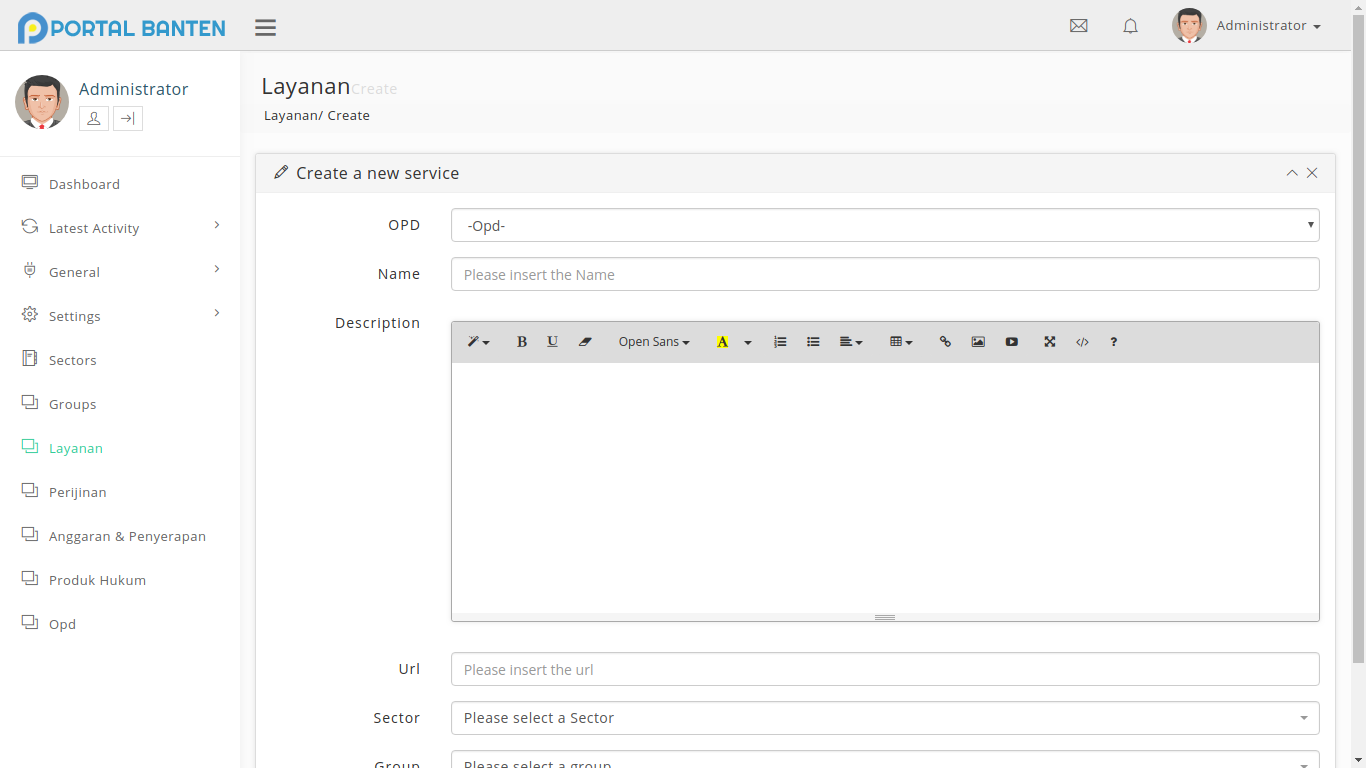 PORTAL BANTEN
Administrator
Administrator
Layanan Create
Layanan/ Create
Dashboard
Latest Activity
General
Settings
Sectors
Groups
Layanan
Perijinan
Anggaran & Penyerapan
Produk Hukum
Opd
Create a new service
OPD -Opd-
Name Please insert the Name
Description
B U Open Sans A </> ?
Url Please insert the url
Sector Please select a Sector
Group Please select a group